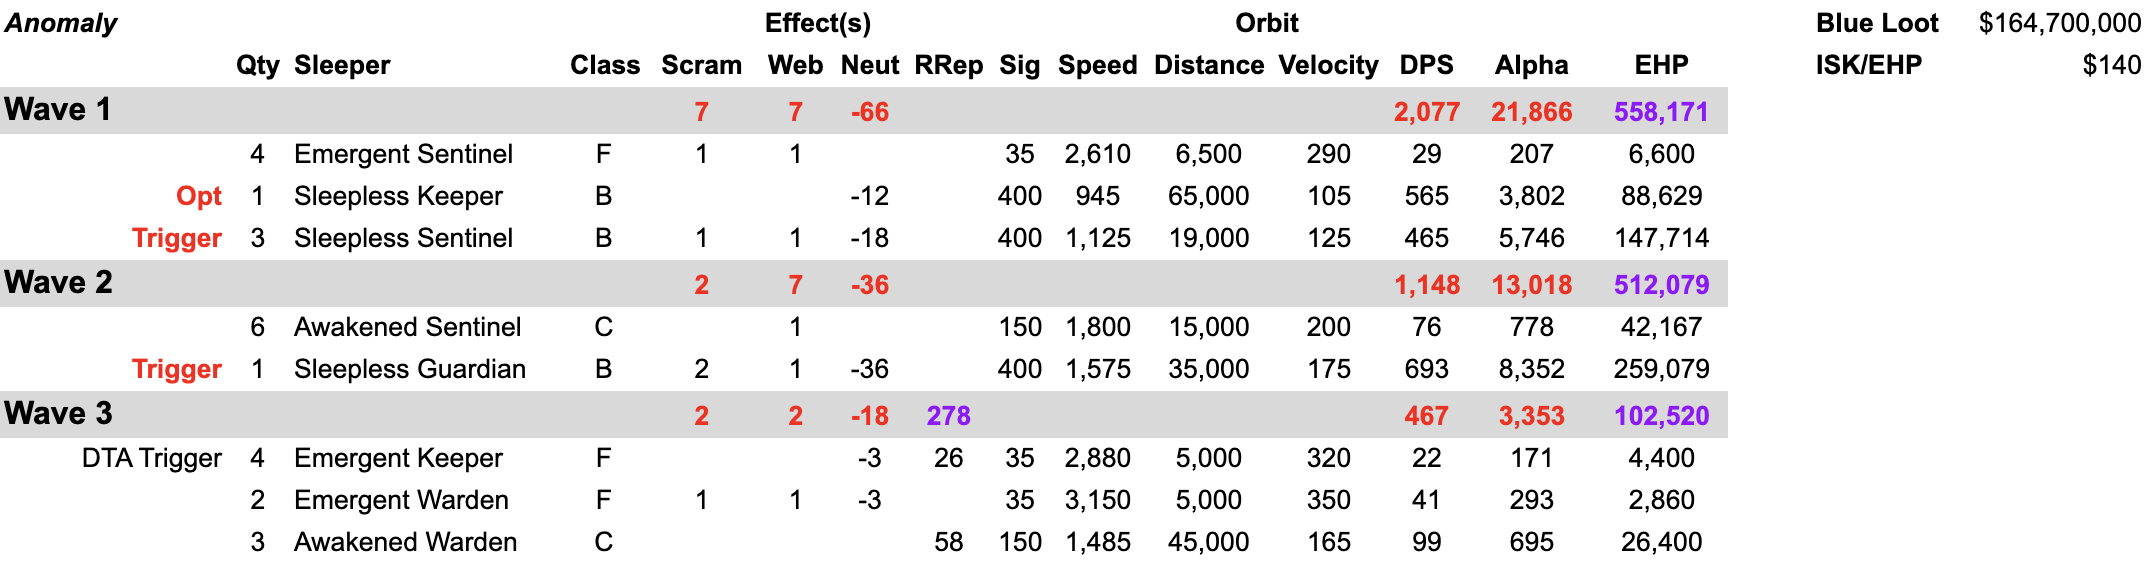 Anomaly Effect(s) Orbit Blue Loot $164,700,000
Qty Sleeper Class Scram Web Neut RRep Sig Speed Distance Velocity DPS Alpha EHP ISK/EHP $140
Wave 1 7 7 -66 2,077 21,866 558,171
4 Emergent Sentinel F 1 1 35 2,610 6,500 290 29 207 6,600
Opt 1 Sleepless Keeper B -12 400 945 65,000 105 565 3,802 88,629
Trigger 3 Sleepless Sentinel B 1 1 -18 400 1,125 19,000 125 465 5,746 147,714
Wave 2 2 7 -36 1,148 13,018 512,079
6 Awakened Sentinel C 1 150 1,800 15,000 200 76 778 42,167
Trigger 1 Sleepless Guardian B 2 1 -36 400 1,575 35,000 175 693 8,352 259,079
Wave 3 2 2 -18 278 467 3,353 102,520
DTA Trigger 4 Emergent Keeper F -3 26 35 2,880 5,000 320 22 171 4,400
2 Emergent Warden F 1 1 -3 35 3,150 5,000 350 41 293 2,860
3 Awakened Warden C 58 150 1,485 45,000 165 99 695 26,400